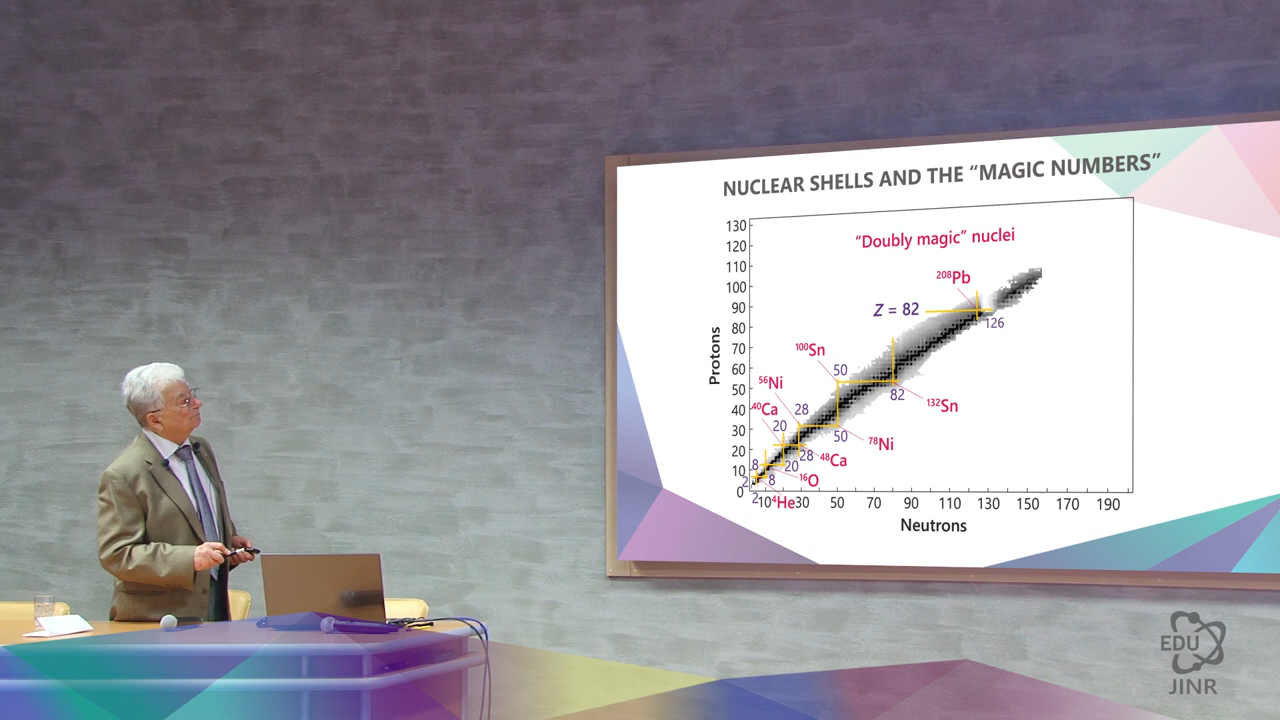 NUCLEAR SHELLS AND THE “MAGIC NUMBERS”
“Doubly magic” nuclei
130
120
110
100
90
80
70
60
50
40
30
20
10
0
Protons
²⁰⁸Pb
Z = 82
126
¹⁰⁰Sn
50
82
¹³²Sn
⁵⁶Ni
28
50
⁷⁸Ni
⁴⁰Ca
20
28
⁴⁸Ca
8
20
¹⁶O
2
8
2
⁴He
10 30 50 70 90 110 130 150 170 190
Neutrons
EDU
JINR